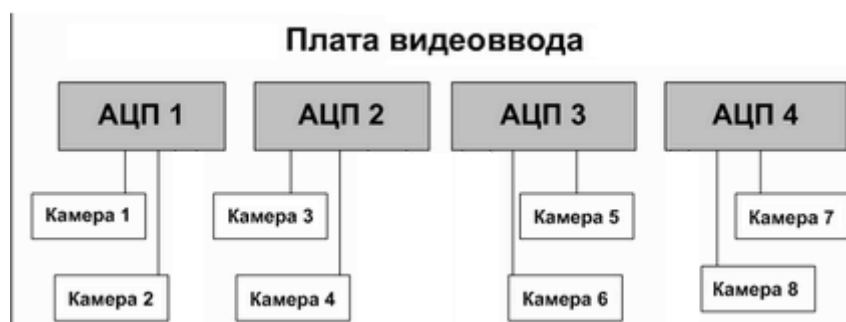 Плата видеоввода
АЦП 1 АЦП 2 АЦП 3 АЦП 4
Камера 1 Камера 3 Камера 5 Камера 7
Камера 2 Камера 4 Камера 6 Камера 8